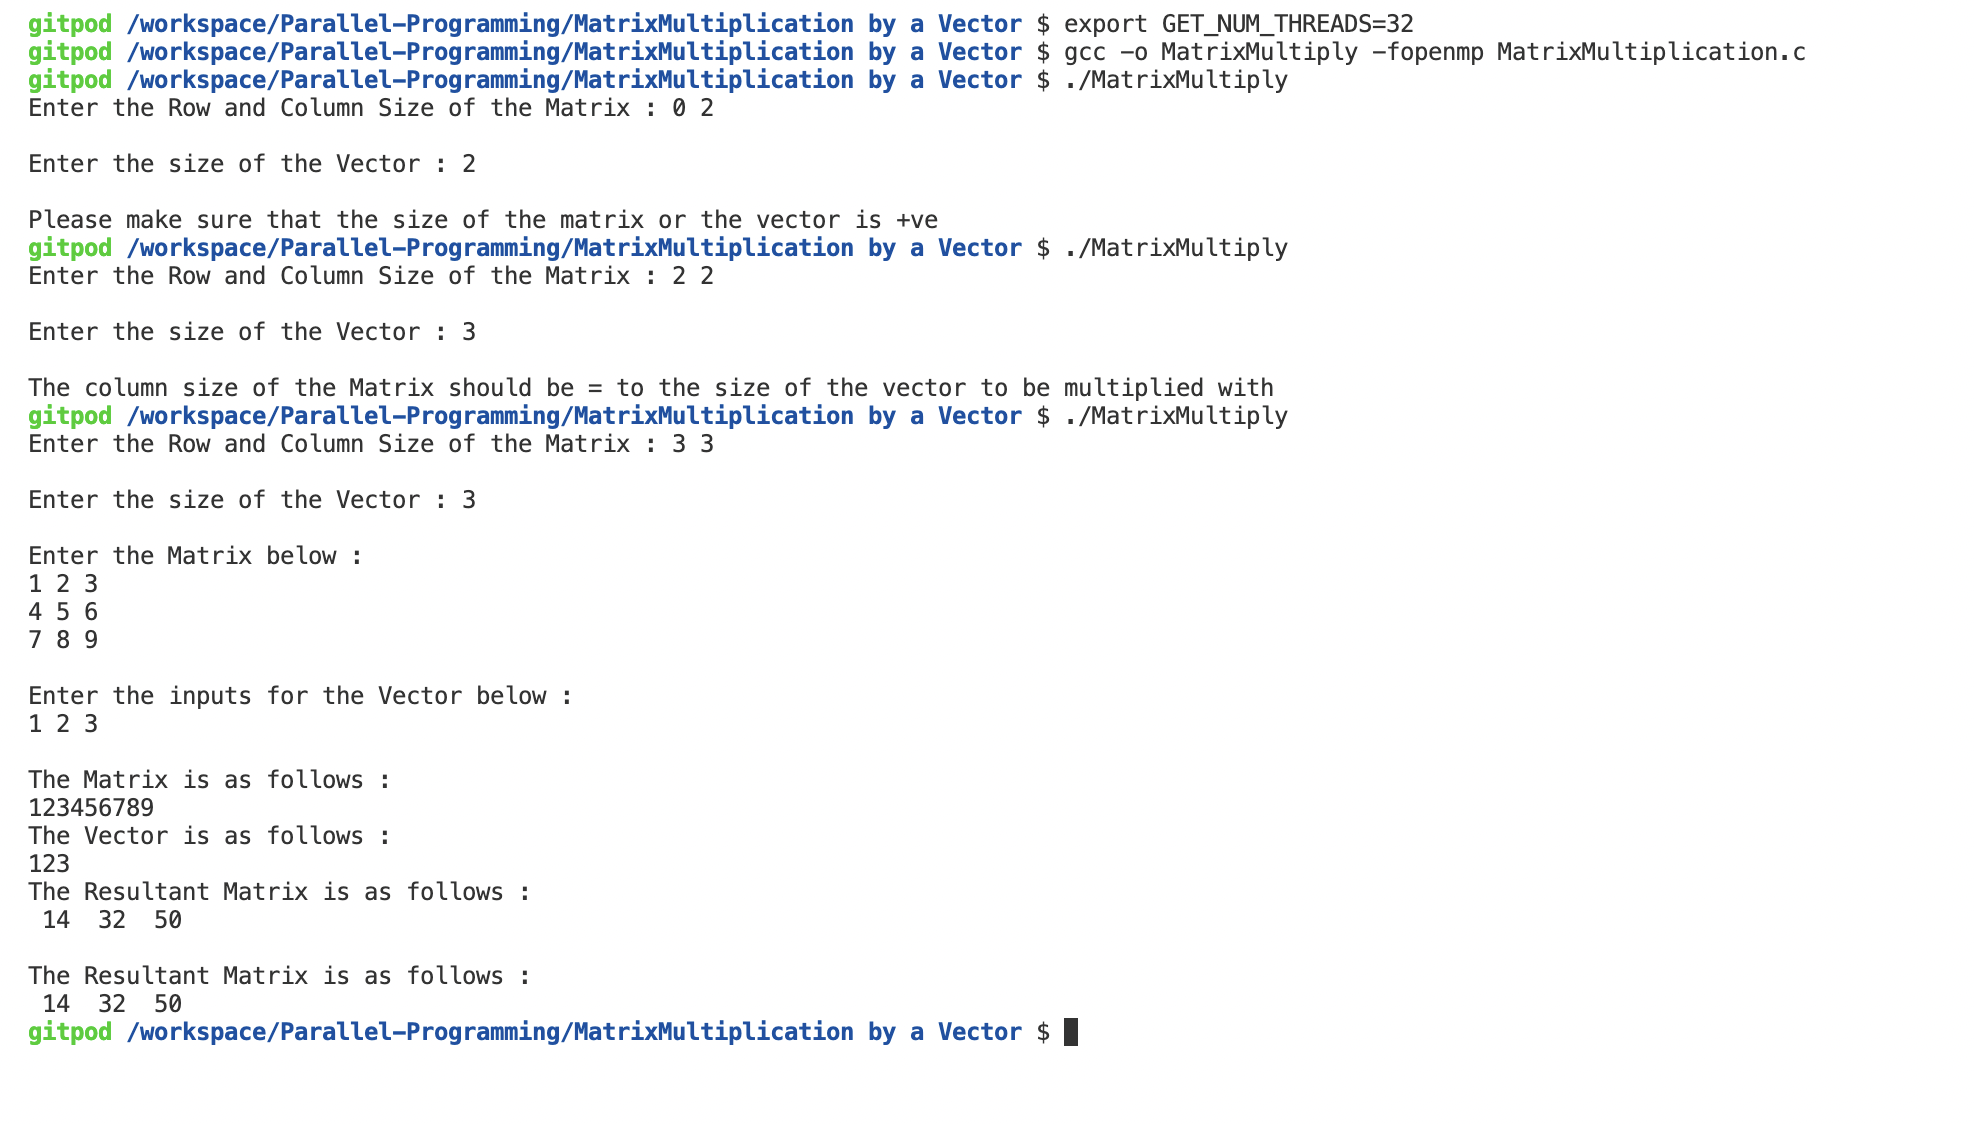 gitpod /workspace/Parallel-Programming/MatrixMultiplication by a Vector $ export GET_NUM_THREADS=32
gitpod /workspace/Parallel-Programming/MatrixMultiplication by a Vector $ gcc -o MatrixMultiply -fopenmp MatrixMultiplication.c
gitpod /workspace/Parallel-Programming/MatrixMultiplication by a Vector $ ./MatrixMultiply
Enter the Row and Column Size of the Matrix : 0 2
Enter the size of the Vector : 2
Please make sure that the size of the matrix or the vector is +ve
gitpod /workspace/Parallel-Programming/MatrixMultiplication by a Vector $ ./MatrixMultiply
Enter the Row and Column Size of the Matrix : 2 2
Enter the size of the Vector : 3
The column size of the Matrix should be = to the size of the vector to be multiplied with
gitpod /workspace/Parallel-Programming/MatrixMultiplication by a Vector $ ./MatrixMultiply
Enter the Row and Column Size of the Matrix : 3 3
Enter the size of the Vector : 3
Enter the Matrix below :
1 2 3
4 5 6
7 8 9
Enter the inputs for the Vector below :
1 2 3
The Matrix is as follows :
123456789
The Vector is as follows :
123
The Resultant Matrix is as follows :
14  32  50
The Resultant Matrix is as follows :
14  32  50
gitpod /workspace/Parallel-Programming/MatrixMultiplication by a Vector $